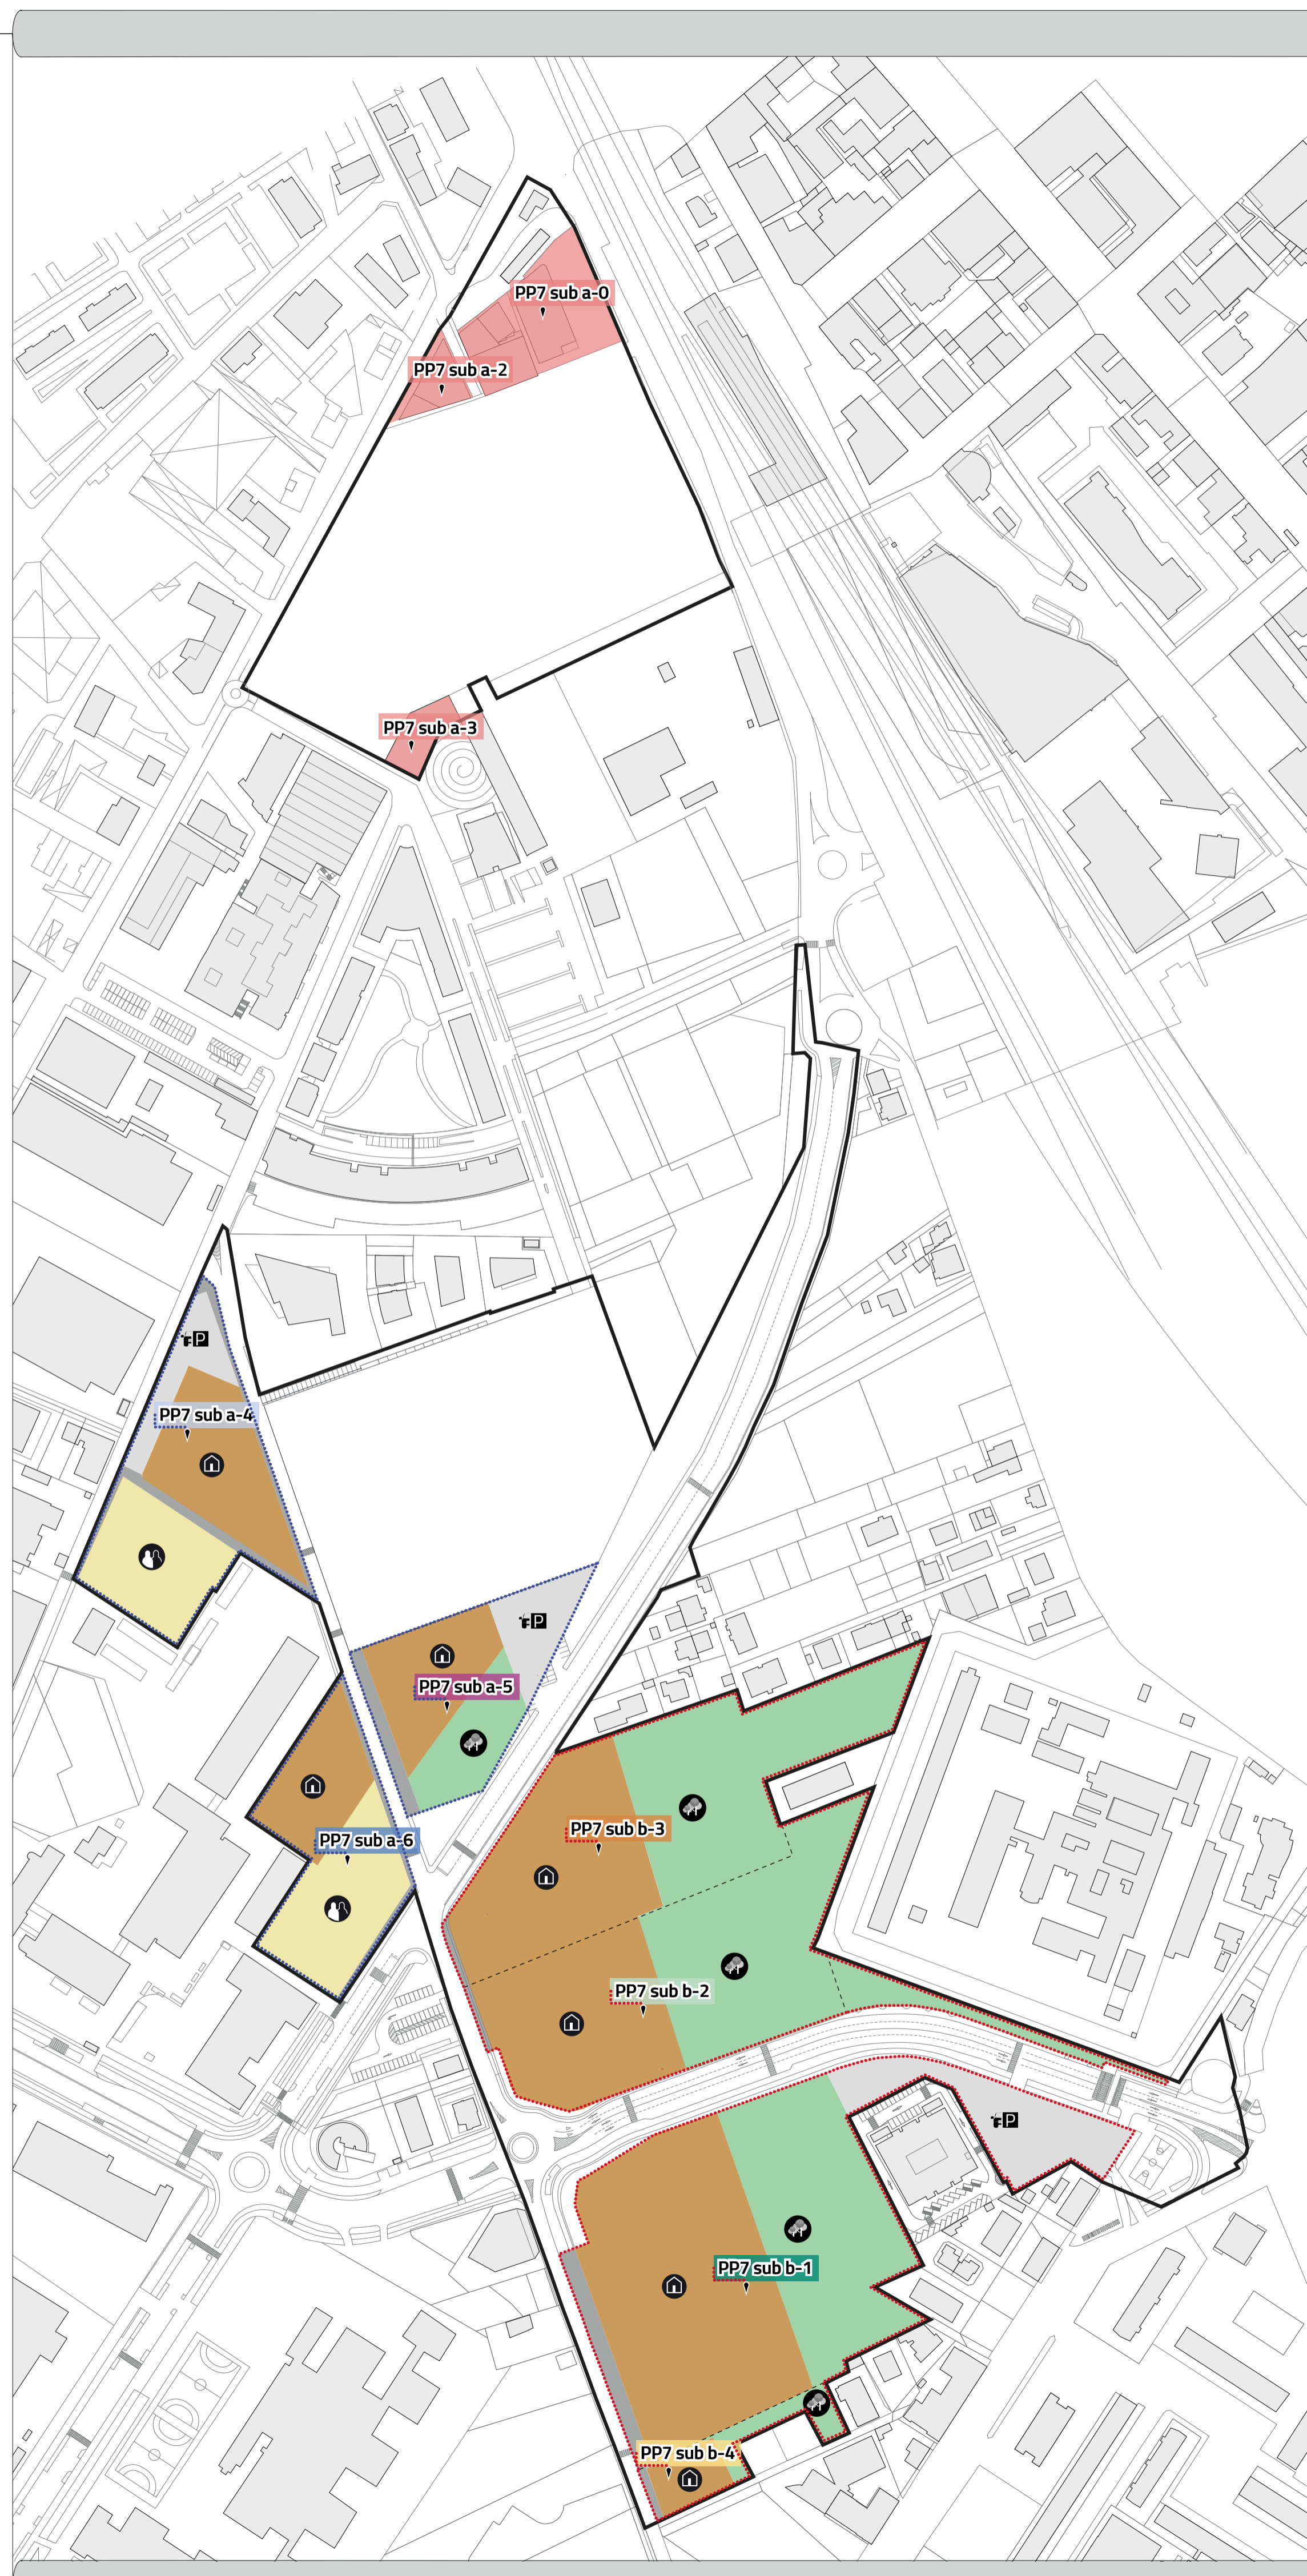 PP7 sub a-0
PP7 sub a-2
PP7 sub a-3
P
PP7 sub a-4
P
PP7 sub a-5
PP7 sub b-3
PP7 sub a-6
PP7 sub b-2
P
PP7 sub b-1
PP7 sub b-4